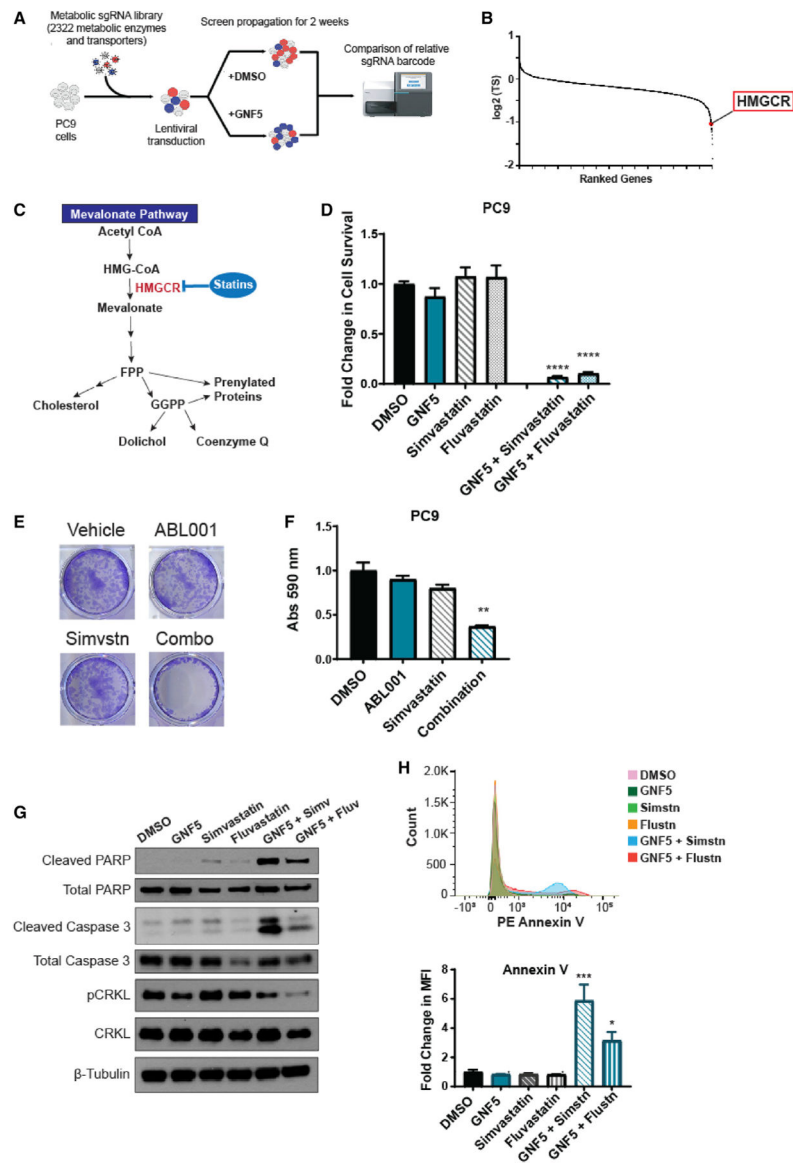 A
Metabolic sgRNA library
(2322 metabolic enzymes
and transporters)
Screen propagation for 2 weeks
+DMSO
+GNF5
Comparison of relative
sgRNA barcode
PC9
cells
Lentiviral
transduction
B
log2 (TS)
1
0
-1
-2
HMGCR
Ranked Genes
C
Mevalonate Pathway
Acetyl CoA
HMG-CoA
HMGCR
Statins
Mevalonate
FPP
Cholesterol
GGPP
Prenylated
Proteins
Dolichol
Coenzyme Q
D
PC9
Fold Change in Cell Survival
1.5
1.0
0.5
0.0
****
****
DMSO
GNF5
Simvastatin
Fluvastatin
GNF5 + Simvastatin
GNF5 + Fluvastatin
E
Vehicle
ABL001
Simvstn
Combo
F
PC9
Abs 590 nm
1.5
1.0
0.5
0.0
**
DMSO
ABL001
Simvastatin
Combination
G
DMSO
GNF5
Simvastatin
Fluvastatin
GNF5 + Simv
GNF5 + Fluv
Cleaved PARP
Total PARP
Cleaved Caspase 3
Total Caspase 3
pCRKL
CRKL
β-Tubulin
H
Count
2.0K
1.5K
1.0K
500
0
-10³
0
10³
10⁴
10⁵
PE Annexin V
DMSO
GNF5
Simstn
Flustn
GNF5 + Simstn
GNF5 + Flustn
Annexin V
Fold Change in MFI
8
6
4
2
0
***
*
DMSO
GNF5
Simvastatin
Fluvastatin
GNF5 + Simstn
GNF5 + Flustn